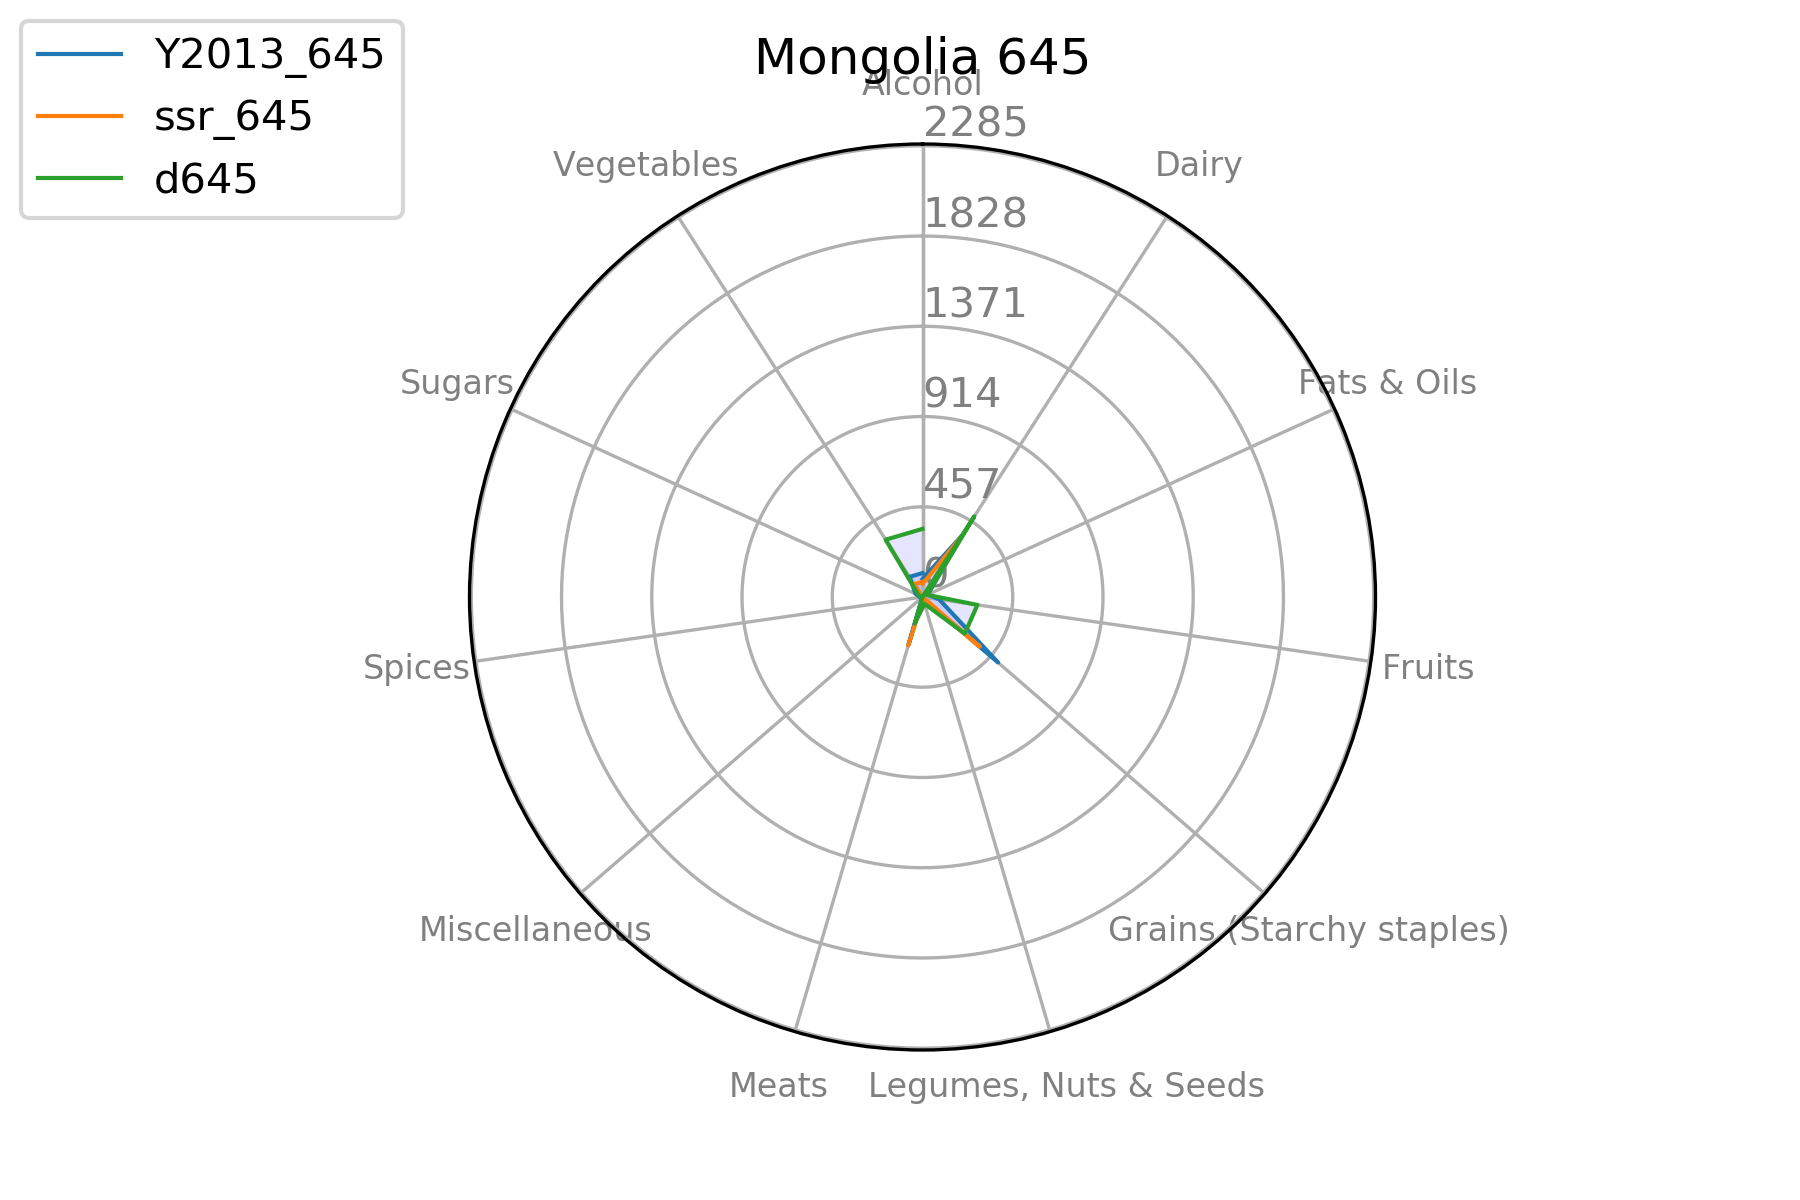 Y2013_645
ssr_645
d645
Mongolia 645
Alcohol
2285
Vegetables
Dairy
1828
1371
Sugars
Fats & Oils
914
457
0
Spices
Fruits
Miscellaneous
Grains (Starchy staples)
Meats
Legumes, Nuts & Seeds